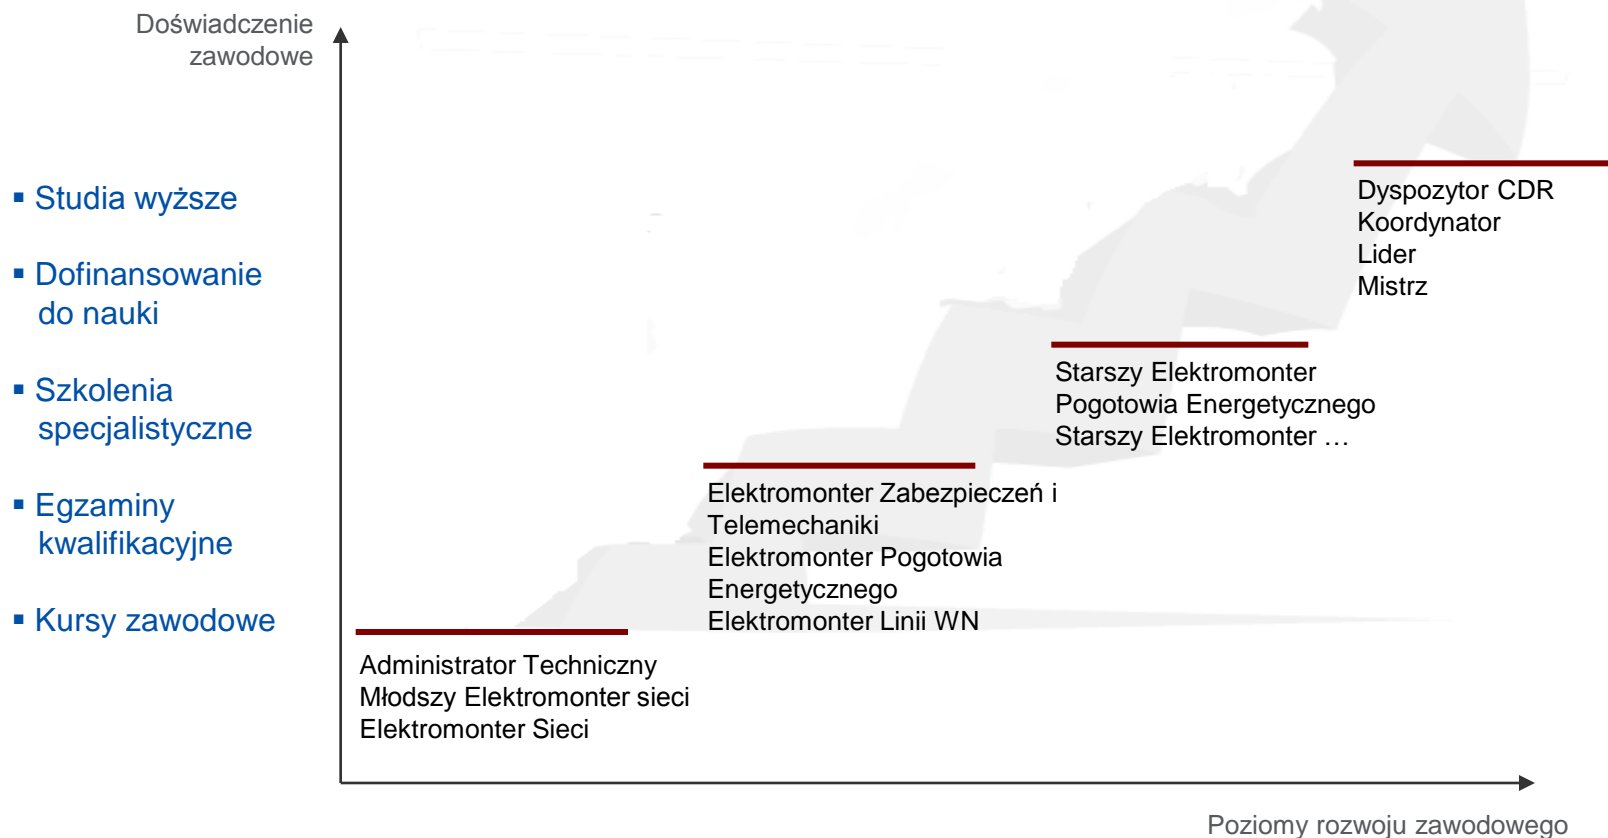 Doświadczenie
zawodowe
▪ Studia wyższe
▪ Dofinansowanie
do nauki
▪ Szkolenia
specjalistyczne
▪ Egzaminy
kwalifikacyjne
▪ Kursy zawodowe
Dyspozytor CDR
Koordynator
Lider
Mistrz
Starszy Elektromonter
Pogotowia Energetycznego
Starszy Elektromonter …
Elektromonter Zabezpieczeń i
Telemechaniki
Elektromonter Pogotowia
Energetycznego
Elektromonter Linii WN
Administrator Techniczny
Młodszy Elektromonter sieci
Elektromonter Sieci
Poziomy rozwoju zawodowego